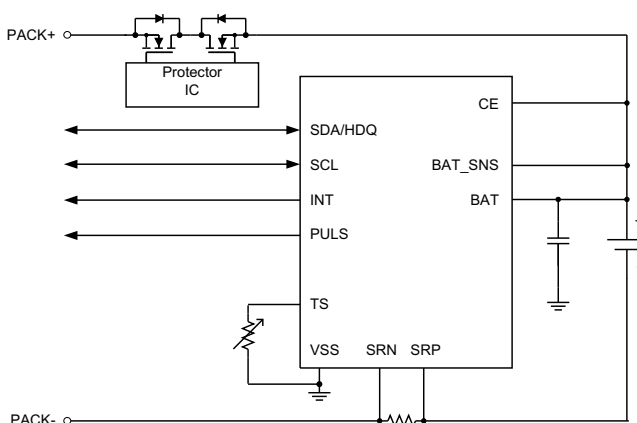 PACK+
Protector
IC
CE
SDA/HDQ
SCL
BAT_SNS
INT
BAT
PULS
TS
VSS
SRN
SRP
PACK-